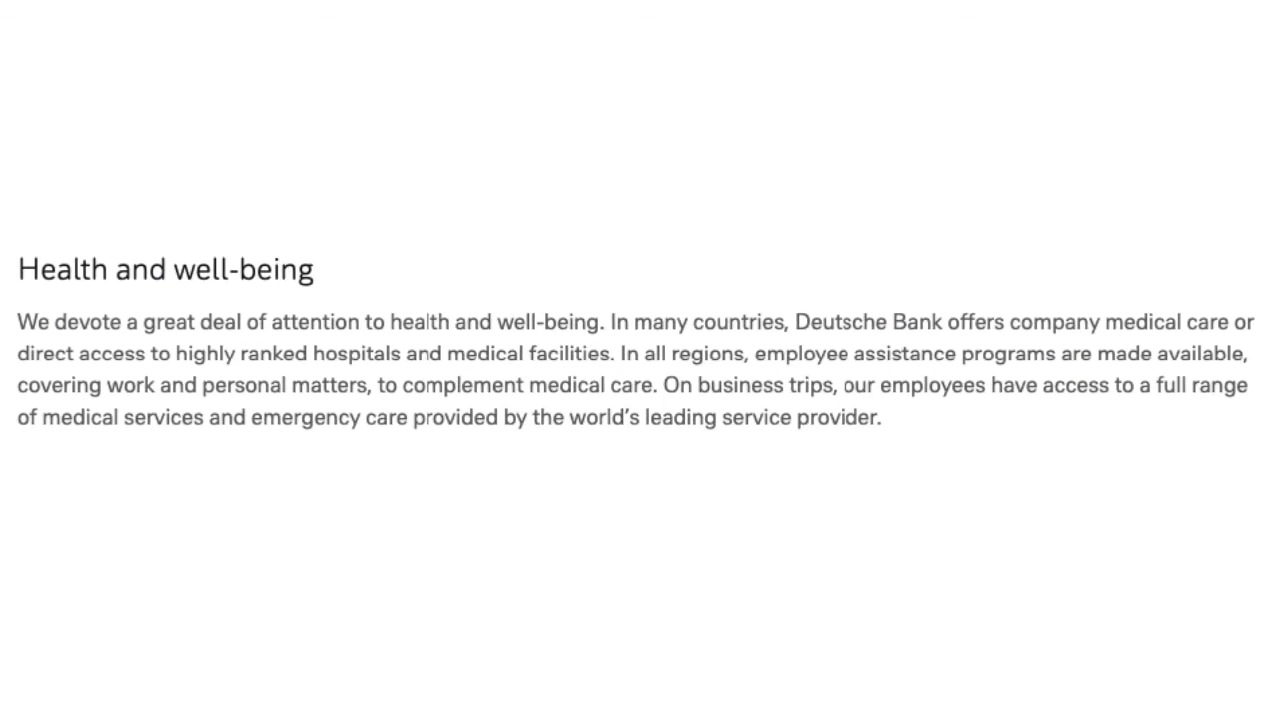 Health and well-being
We devote a great deal of attention to health and well-being. In many countries, Deutsche Bank offers company medical care or
direct access to highly ranked hospitals and medical facilities. In all regions, employee assistance programs are made available,
covering work and personal matters, to complement medical care. On business trips, our employees have access to a full range
of medical services and emergency care provided by the world’s leading service provider.